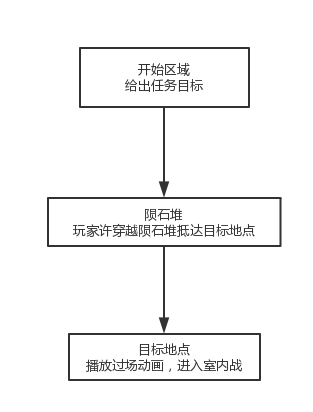 开始区域
给出任务目标
陨石堆
玩家许穿越陨石堆抵达目标地点
目标地点
播放过场动画，进入室内战